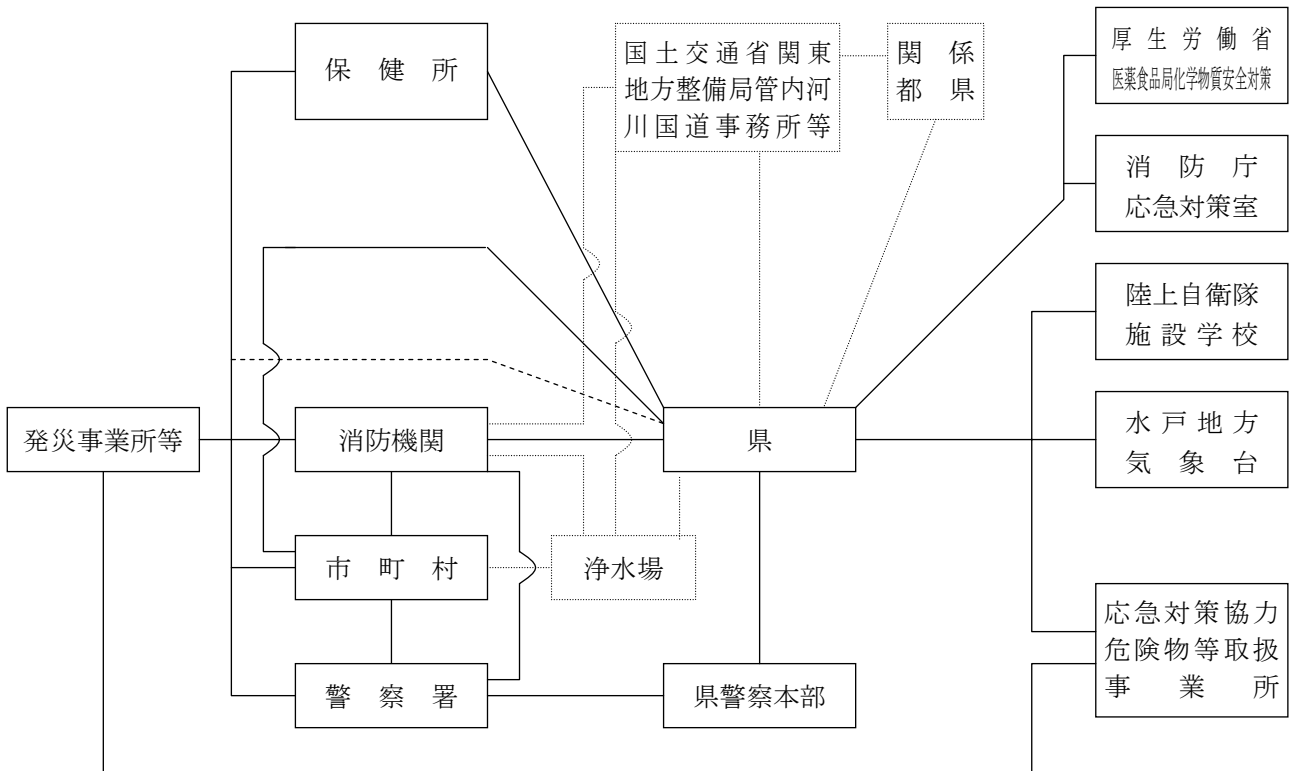 保健所
国土交通省関東
地方整備局管内河
川国道事務所等
関係
都県
厚生労働省
医薬食品局化学物質安全対策
消防庁
応急対策室
陸上自衛隊
施設学校
発災事業所等
消防機関
県
水戸地方
気象台
市町村
浄水場
応急対策協力
危険物等取扱
事業所
警察署
県警察本部